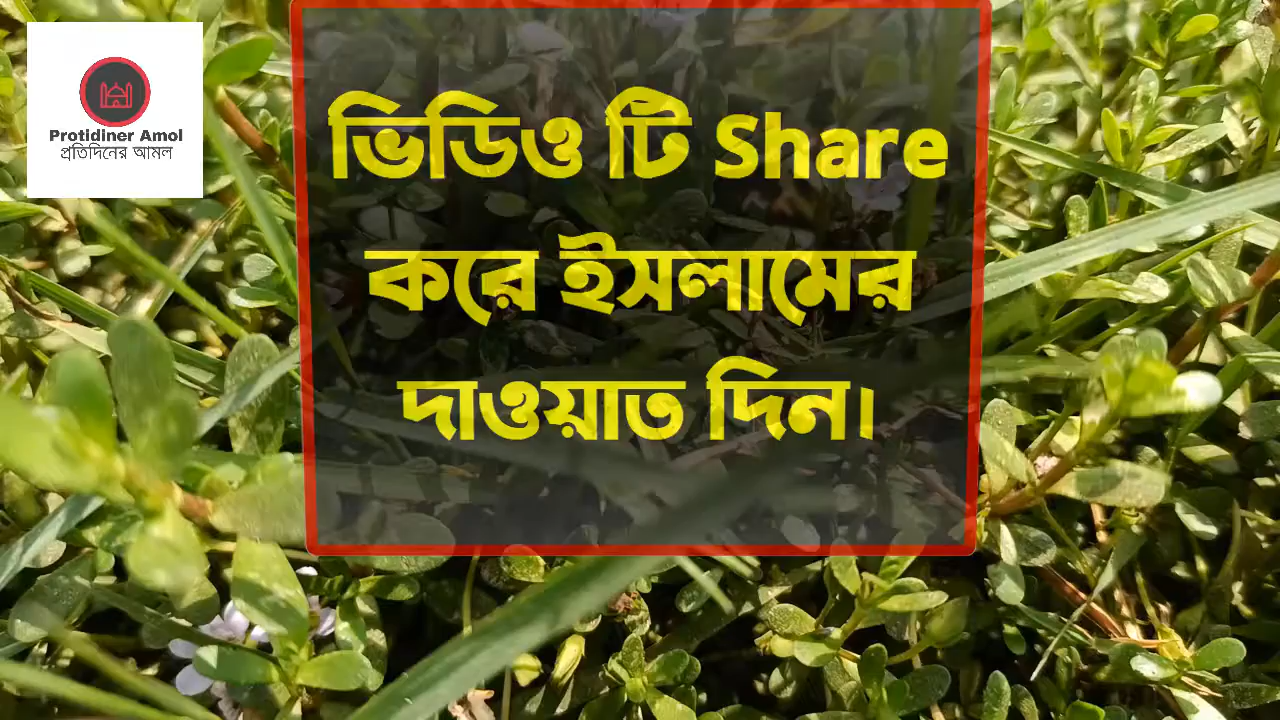 Protidiner Amol
প্রতিদিনের আমল
ভিডিও টি Share
করে ইসলামের
দাওয়াত দিন।